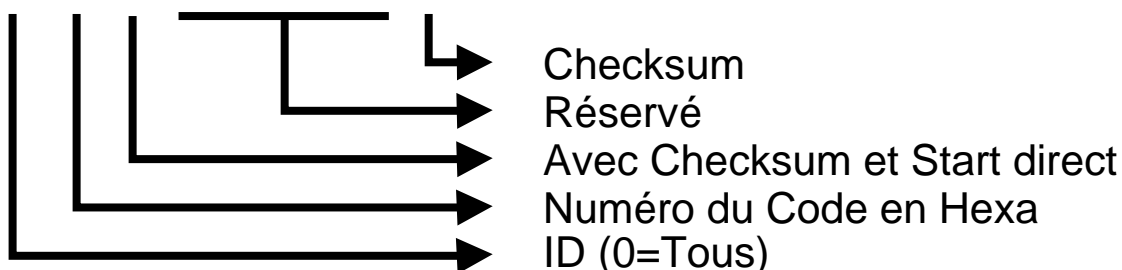 Checksum
Réservé
Avec Checksum et Start direct
Numéro du Code en Hexa
ID (0=Tous)